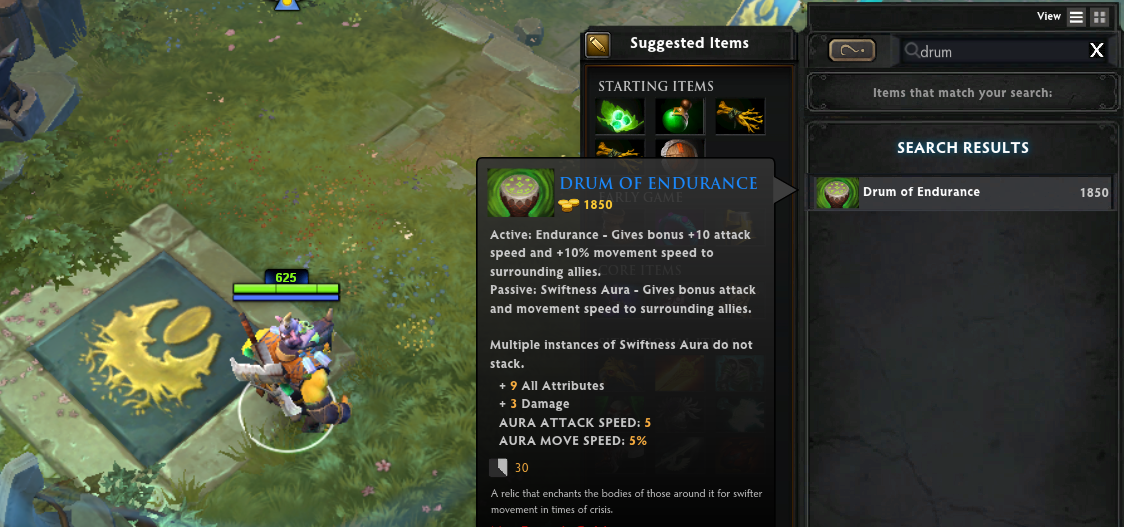 View
Suggested Items
drum
X
STARTING ITEMS
Items that match your search:
SEARCH RESULTS
Drum of Endurance 1850
DRUM OF ENDURANCE
EARLY GAME
1850
Active: Endurance - Gives bonus +10 attack
speed and +10% movement speed to
surrounding allies.
CORE ITEMS
Passive: Swiftness Aura - Gives bonus attack
and movement speed to surrounding allies.
625
Multiple instances of Swiftness Aura do not
stack.
+ 9 All Attributes
+ 3 Damage
AURA ATTACK SPEED: 5
AURA MOVE SPEED: 5%
30
A relic that enchants the bodies of those around it for swifter
movement in times of crisis.